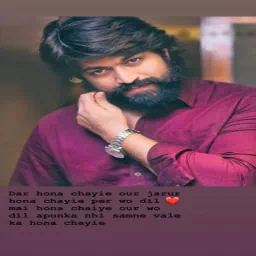 Dar hona chayie our jarur
hona chayie per wo dil ❤️
mai hona chaiye our wo
dil apunka nhi samne vale
ka hona chayie